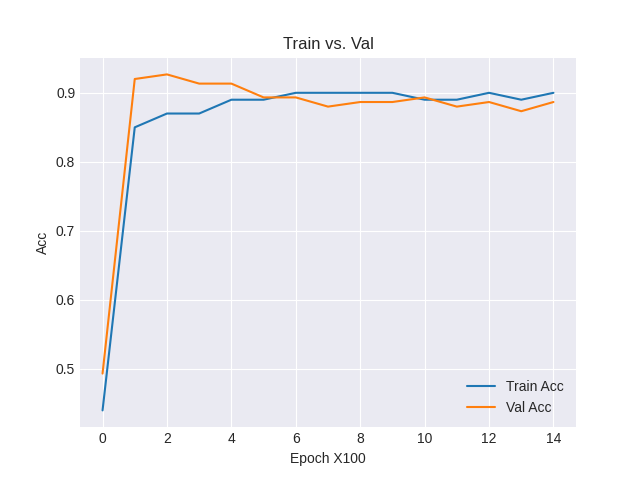 Train vs. Val
Acc
0.9
0.8
0.7
0.6
0.5
0 2 4 6 8 10 12 14
Epoch X100
Train Acc
Val Acc